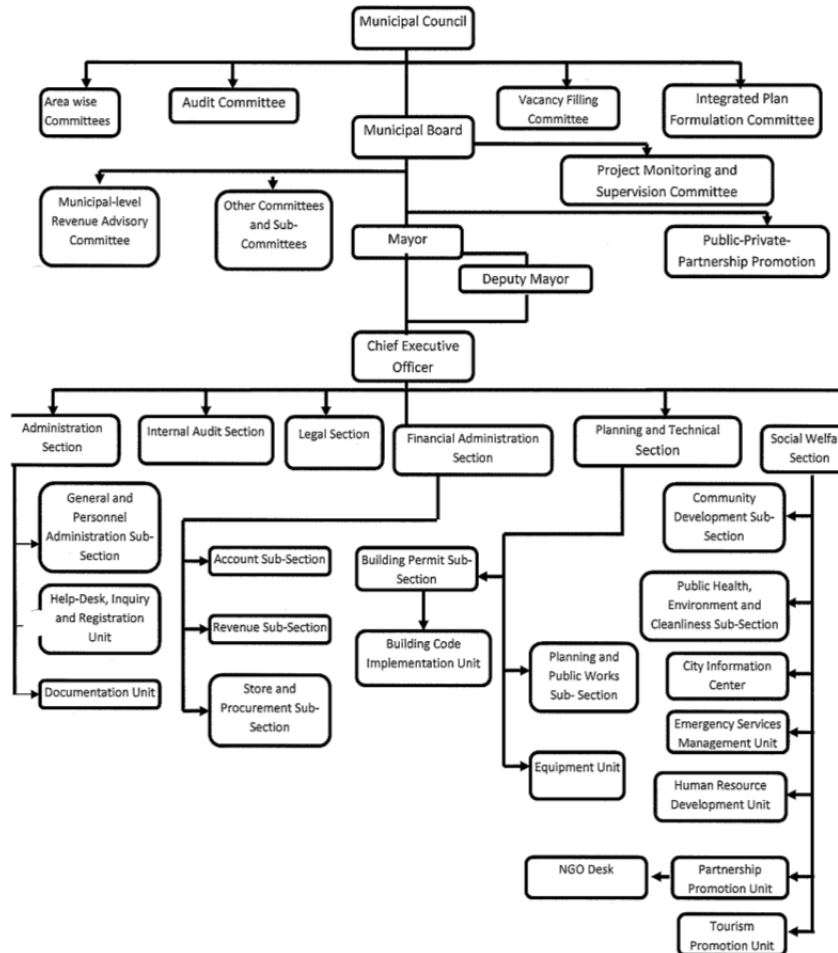 Municipal Council
Area wise
Committees
Audit Committee
Vacancy Filling
Committee
Integrated Plan
Formulation Committee
Municipal Board
Project Monitoring and
Supervision Committee
Municipal-level
Revenue Advisory
Committee
Other Committees
and Sub-
Committees
Mayor
Public-Private-
Partnership Promotion
Deputy Mayor
Chief Executive
Officer
Administration
Section
Internal Audit Section
Legal Section
Financial Administration
Section
Planning and Technical
Section
Social Welfa
Section
General and
Personnel
Administration Sub-
Section
Help-Desk, Inquiry
and Registration
Unit
Documentation Unit
Account Sub-Section
Revenue Sub-Section
Store and
Procurement Sub-
Section
Building Permit Sub-
Section
Building Code
Implementation Unit
Planning and
Public Works
Sub- Section
Equipment Unit
Community
Development Sub-
Section
Public Health,
Environment and
Cleanliness Sub-Section
City Information
Center
Emergency Services
Management Unit
Human Resource
Development Unit
NGO Desk
Partnership
Promotion Unit
Tourism
Promotion Unit